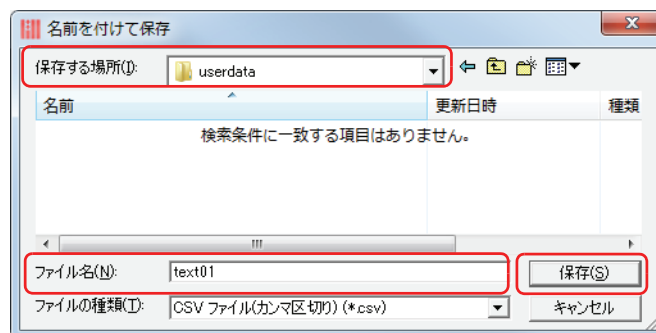 名前を付けて保存
保存する場所(I): userdata
名前 更新日時 種類
検索条件に一致する項目はありません。
ファイル名(N): text01 保存(S)
ファイルの種類(T): CSV ファイル(カンマ区切り) (*.csv) キャンセル